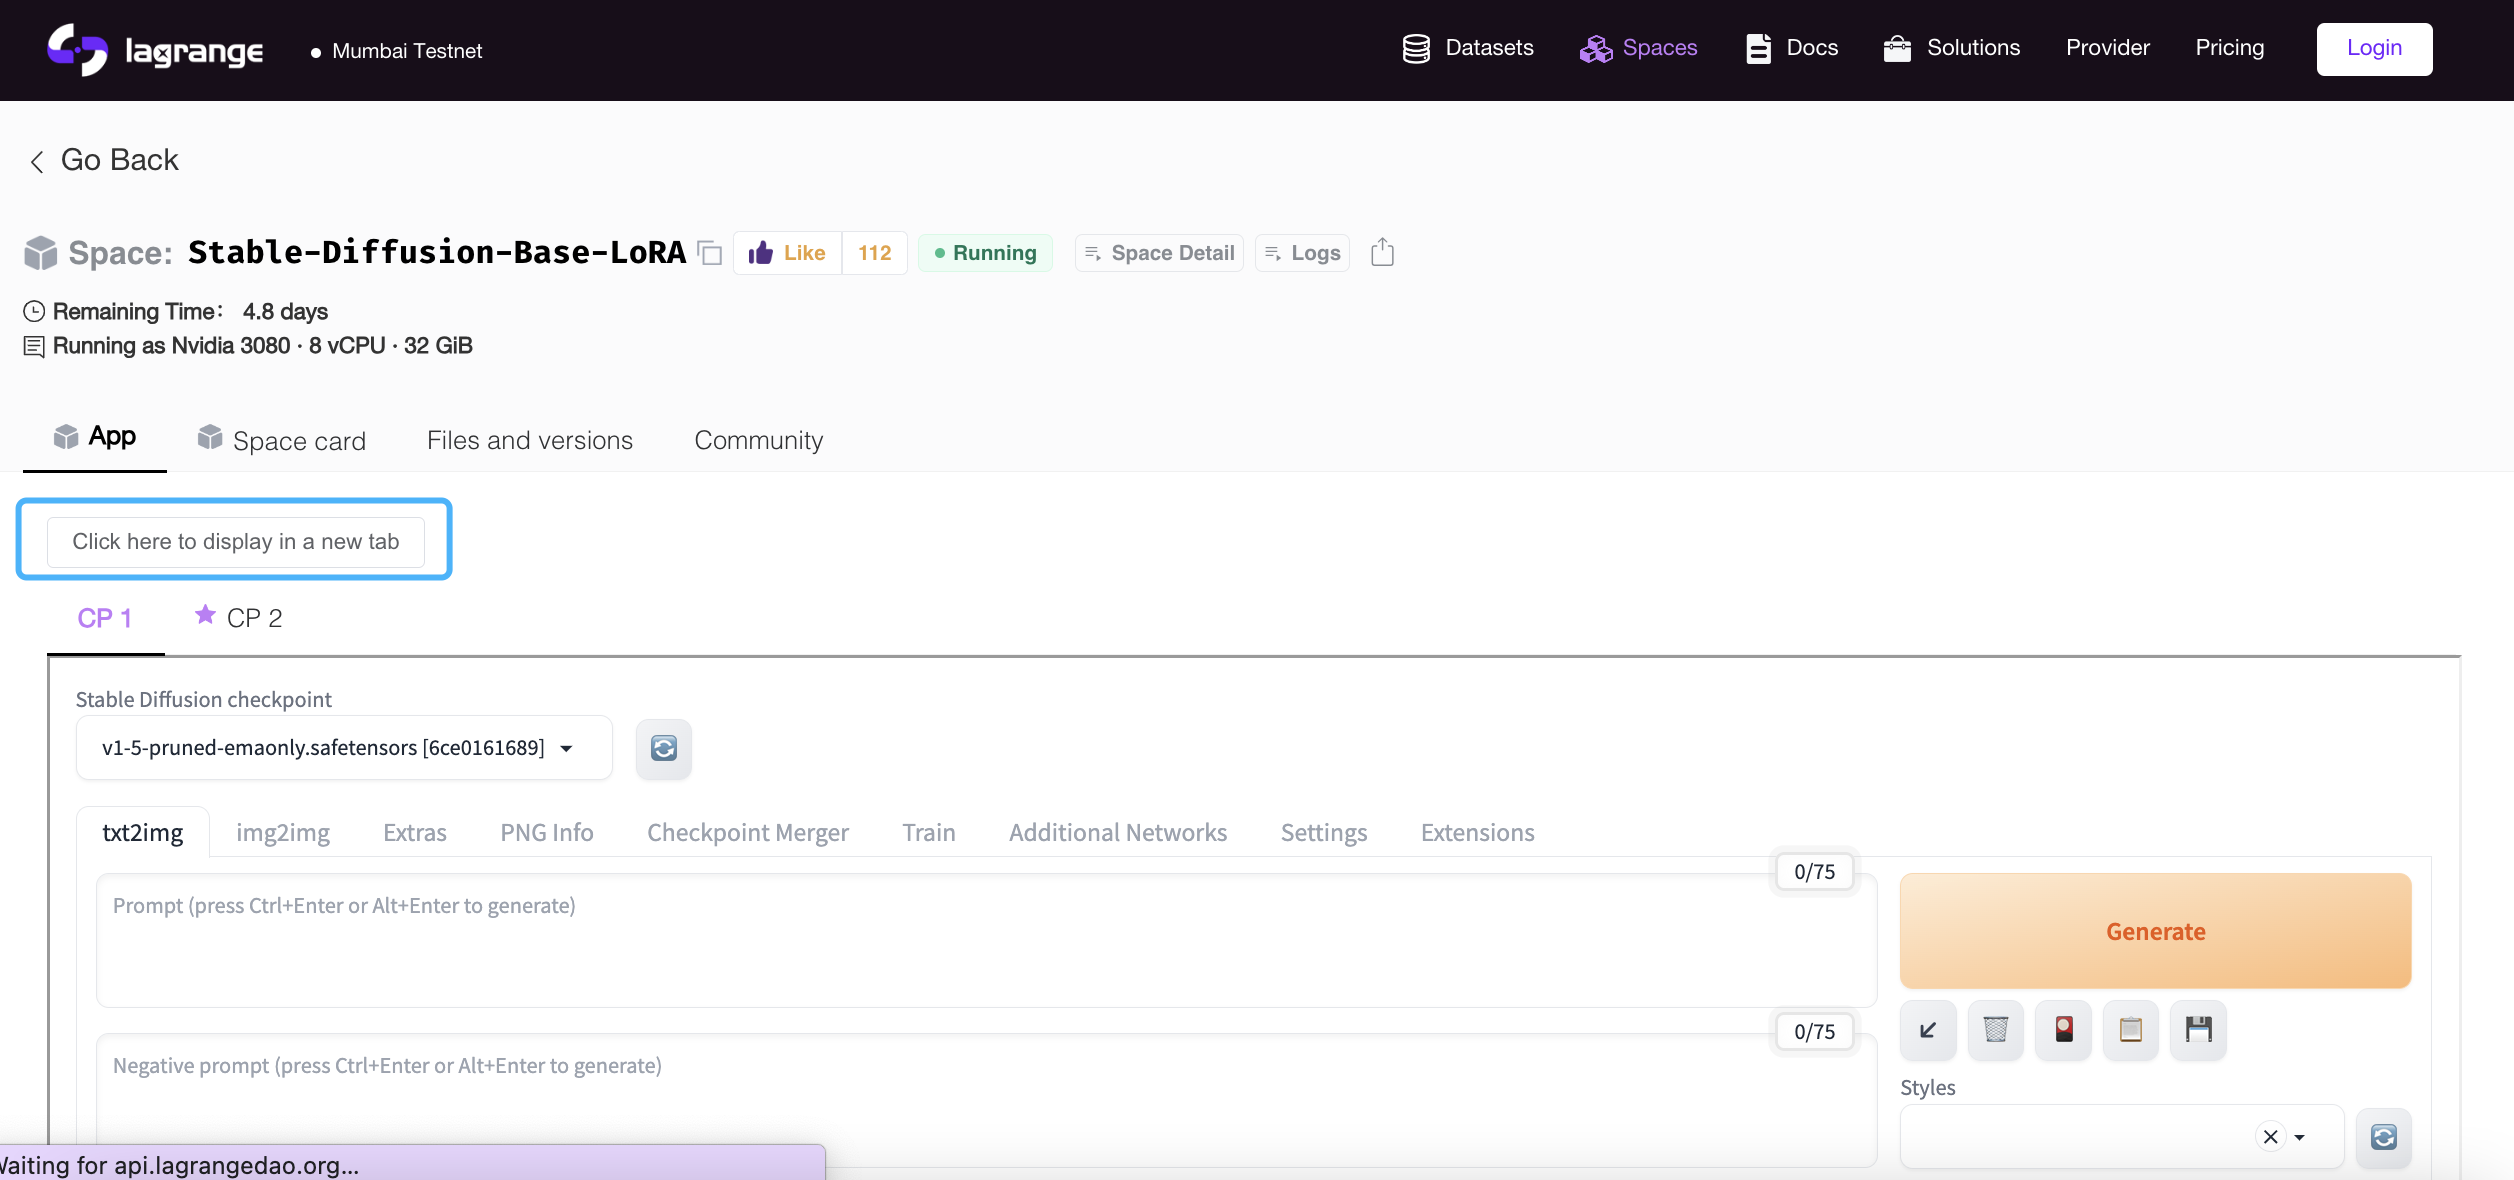 lagrange
Mumbai Testnet
Datasets
Spaces
Docs
Solutions
Provider
Pricing
Login
Go Back
Space: Stable-Diffusion-Base-LoRA
Like 112
Running
Space Detail
Logs
Remaining Time: 4.8 days
Running as Nvidia 3080 · 8 vCPU · 32 GiB
App
Space card
Files and versions
Community
Click here to display in a new tab
CP 1
CP 2
Stable Diffusion checkpoint
v1-5-pruned-emaonly.safetensors [6ce0161689]
txt2img
img2img
Extras
PNG Info
Checkpoint Merger
Train
Additional Networks
Settings
Extensions
0/75
Prompt (press Ctrl+Enter or Alt+Enter to generate)
Generate
0/75
Negative prompt (press Ctrl+Enter or Alt+Enter to generate)
Styles
Waiting for api.lagrangedao.org...